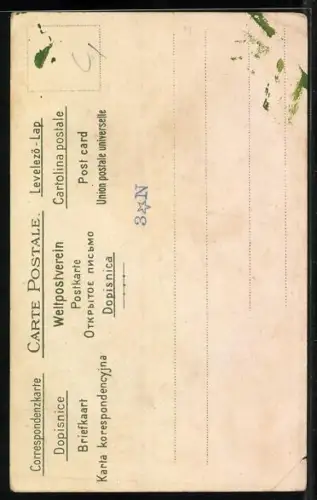 Correspondenzkarte CARTE POSTALE. Levelező-Lap
Dopisnice Weltpostverein Cartolina postale
Briefkaart Postkarte Post card
Karta korespondencyjna Открытое письмо Union postale universelle
Dopisnica
3☆N